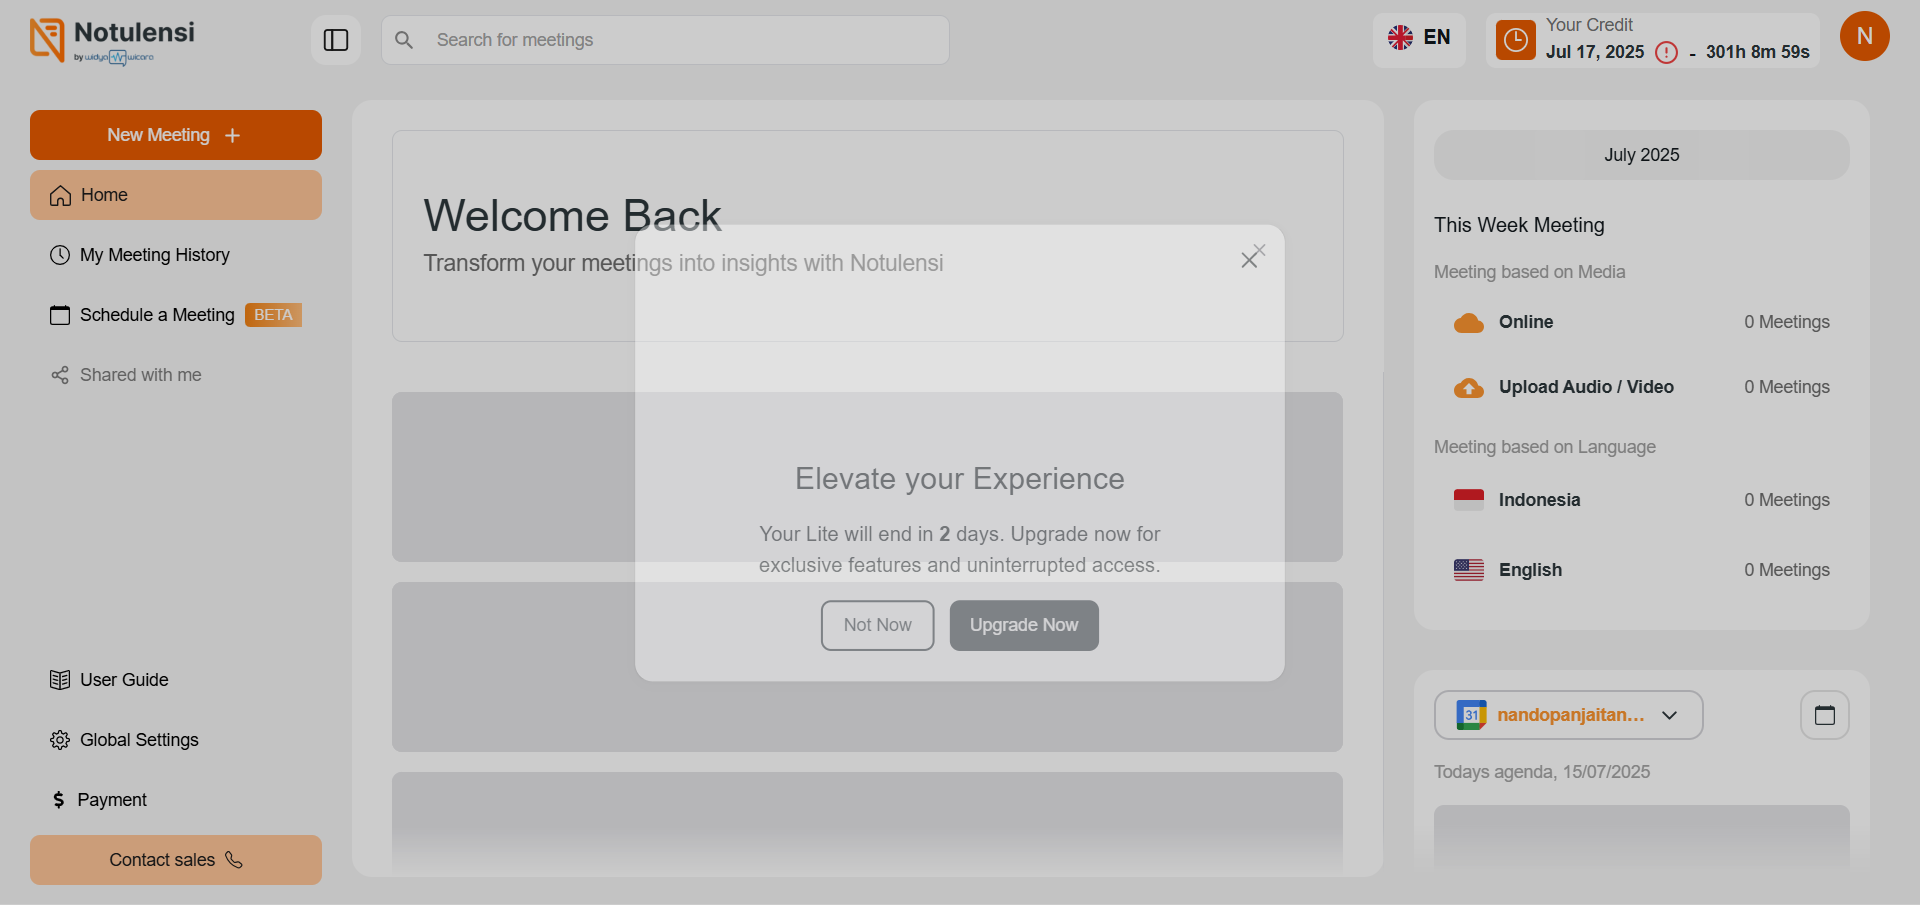 Notulensi
by widya wicara
Search for meetings
EN
Your Credit
Jul 17, 2025 - 301h 8m 59s
N
New Meeting +
Home
My Meeting History
Schedule a Meeting BETA
Shared with me
User Guide
Global Settings
Payment
Contact sales
Welcome Back
Transform your meetings into insights with Notulensi
Elevate your Experience
Your Lite will end in 2 days. Upgrade now for
exclusive features and uninterrupted access.
Not Now
Upgrade Now
July 2025
This Week Meeting
Meeting based on Media
Online 0 Meetings
Upload Audio / Video 0 Meetings
Meeting based on Language
Indonesia 0 Meetings
English 0 Meetings
31 nandopanjaitan...
Todays agenda, 15/07/2025